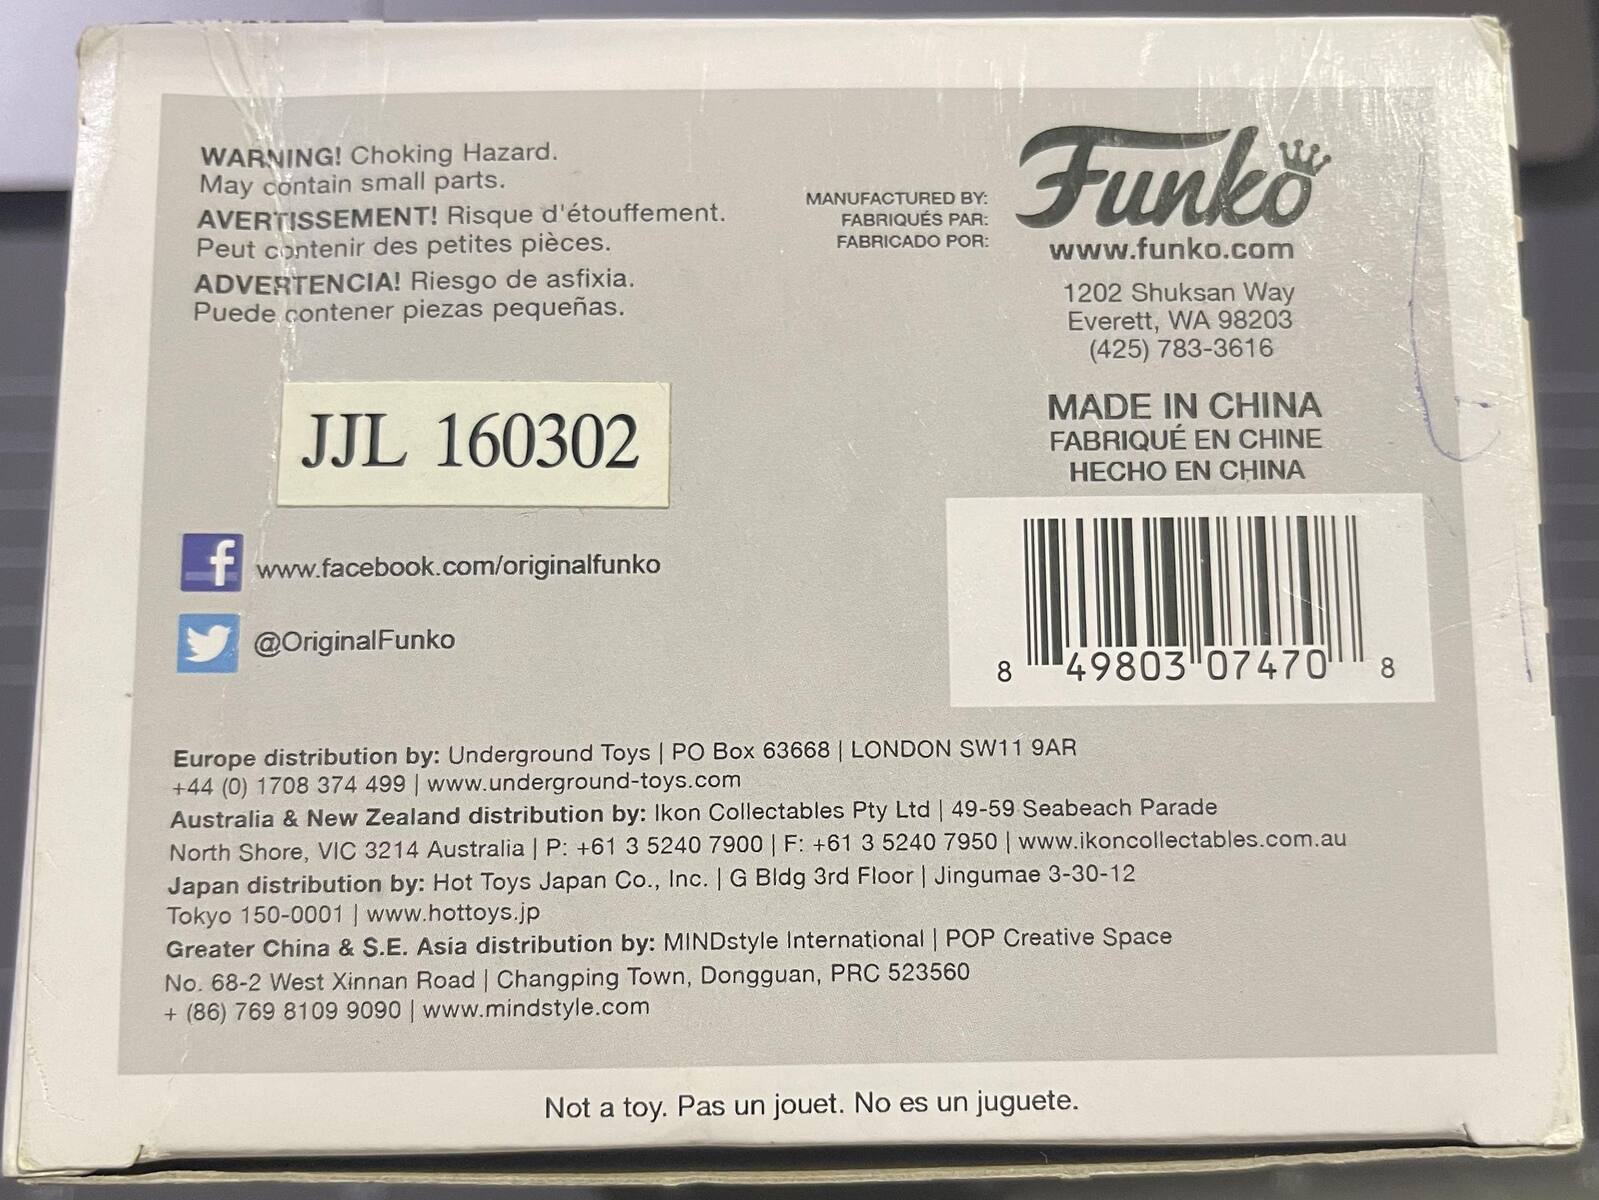 WARNING! Choking Hazard.
May contain small parts.
AVERTISSEMENT! Risque d'étouffement.
Peut contenir des petites pièces.
ADVERTENCIA! Riesgo de asfixia.
Puede contener piezas pequeñas.
MANUFACTURED BY:
FABRIQUÉS PAR:
FABRICADO POR:
Funko
www.funko.com
1202 Shuksan Way
Everett, WA 98203
(425) 783-3616
MADE IN CHINA
FABRIQUÉ EN CHINE
HECHO EN CHINA
JJL 160302
f www.facebook.com/originalfunko
@OriginalFunko
8 49803 07470 8
Europe distribution by: Underground Toys | PO Box 63668 | LONDON SW11 9AR
+44 (0) 1708 374 499 | www.underground-toys.com
Australia & New Zealand distribution by: Ikon Collectables Pty Ltd | 49-59 Seabeach Parade
North Shore, VIC 3214 Australia | P: +61 3 5240 7900 | F: +61 3 5240 7950 | www.ikoncollectables.com.au
Japan distribution by: Hot Toys Japan Co., Inc. | G Bldg 3rd Floor | Jingumae 3-30-12
Tokyo 150-0001 | www.hottoys.jp
Greater China & S.E. Asia distribution by: MINDstyle International | POP Creative Space
No. 68-2 West Xinnan Road | Changping Town, Dongguan, PRC 523560
+ (86) 769 8109 9090 | www.mindstyle.com
Not a toy. Pas un jouet. No es un juguete.